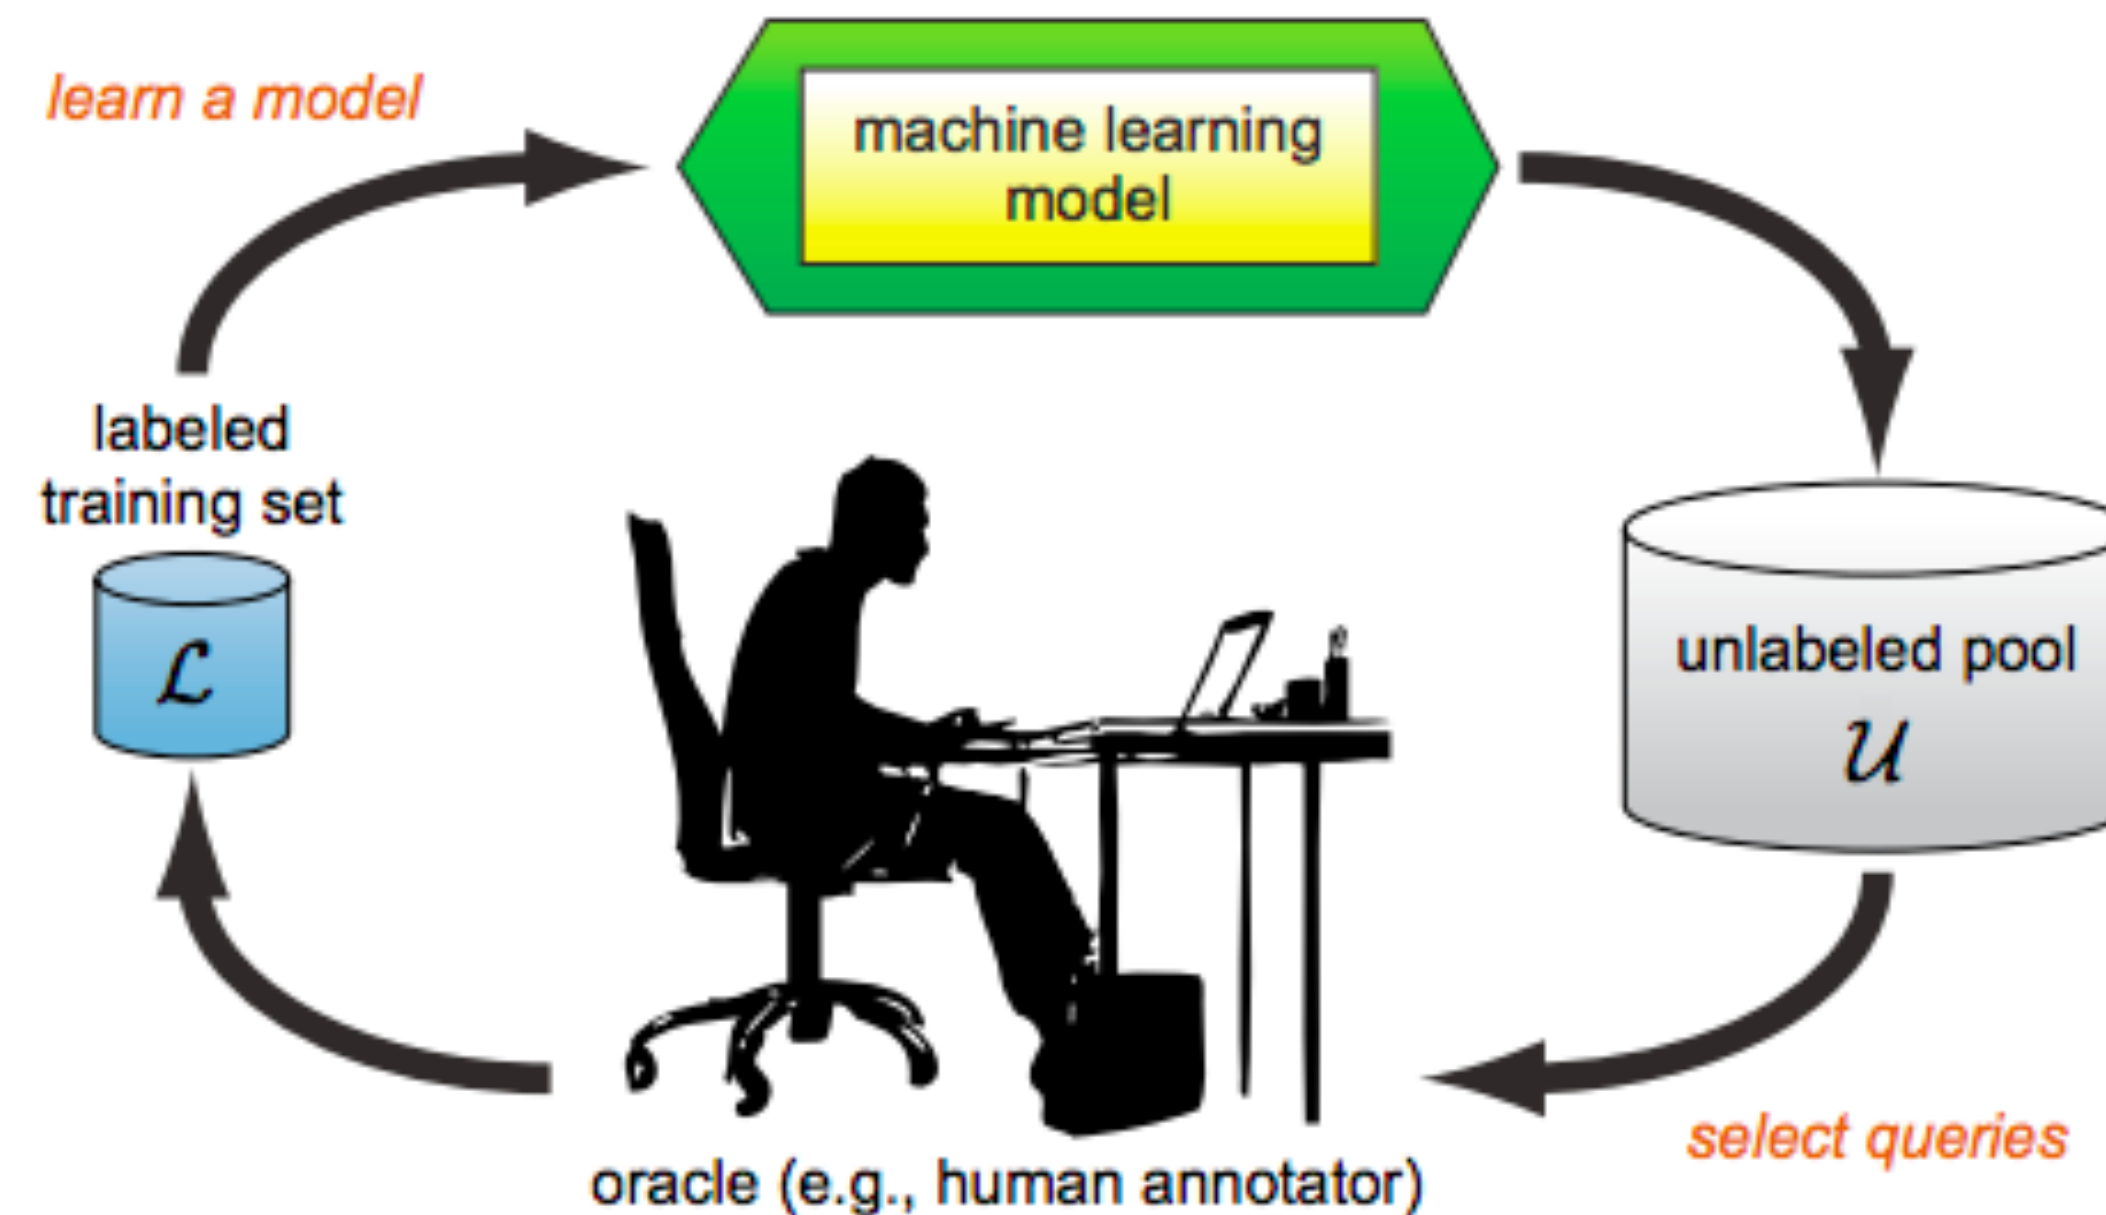 learn a model
machine learning
model
labeled
training set
ℒ
unlabeled pool
𝒰
select queries
oracle (e.g., human annotator)